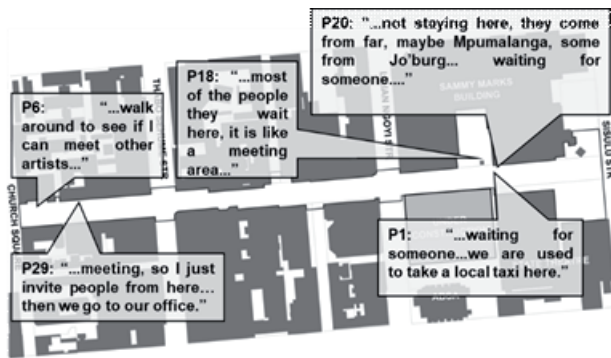 P20: “...not staying here, they come
from far, maybe Mpumalanga, some
from Jo’burg... waiting for
someone....”
P18: “...most
of the people
they wait
here, it is like
a meeting
area...”
P6: “...walk
around to see if I
can meet other
artists...”
SAMMY MARKS
BUILDING
SISULU STR
CHURCH SQUARE
P29: “...meeting, so I just
invite people from here…
then we go to our office.”
P1: “...waiting for
someone...we are used
to take a local taxi here.”